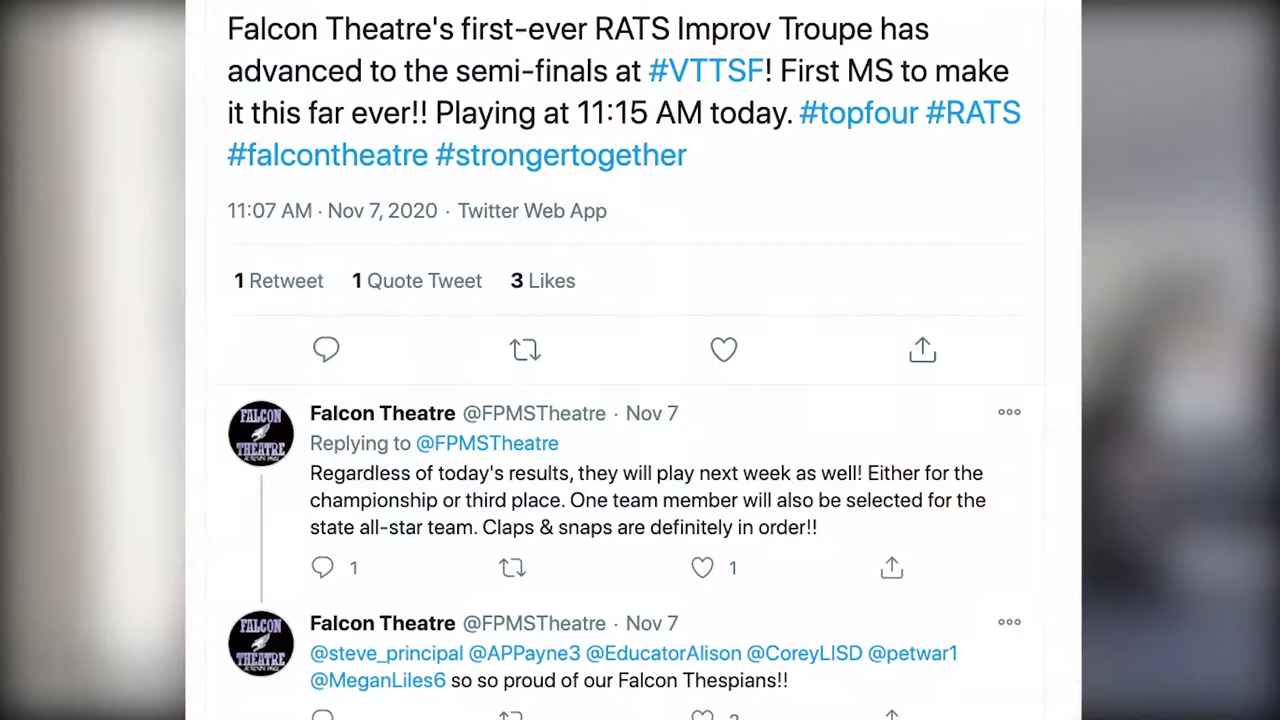 Falcon Theatre's first-ever RATS Improv Troupe has
advanced to the semi-finals at #VTTSF! First MS to make
it this far ever!! Playing at 11:15 AM today. #topfour #RATS
#falcontheatre #strongertogether
11:07 AM · Nov 7, 2020 · Twitter Web App
1 Retweet 1 Quote Tweet 3 Likes
FALCON
THEATRE
Falcon Theatre @FPMSTheatre · Nov 7
Replying to @FPMSTheatre
Regardless of today's results, they will play next week as well! Either for the
championship or third place. One team member will also be selected for the
state all-star team. Claps & snaps are definitely in order!!
1 1
FALCON
THEATRE
Falcon Theatre @FPMSTheatre · Nov 7
@steve_principal @APPayne3 @EducatorAlison @CoreyLISD @petwar1
@MeganLiles6 so so proud of our Falcon Thespians!!